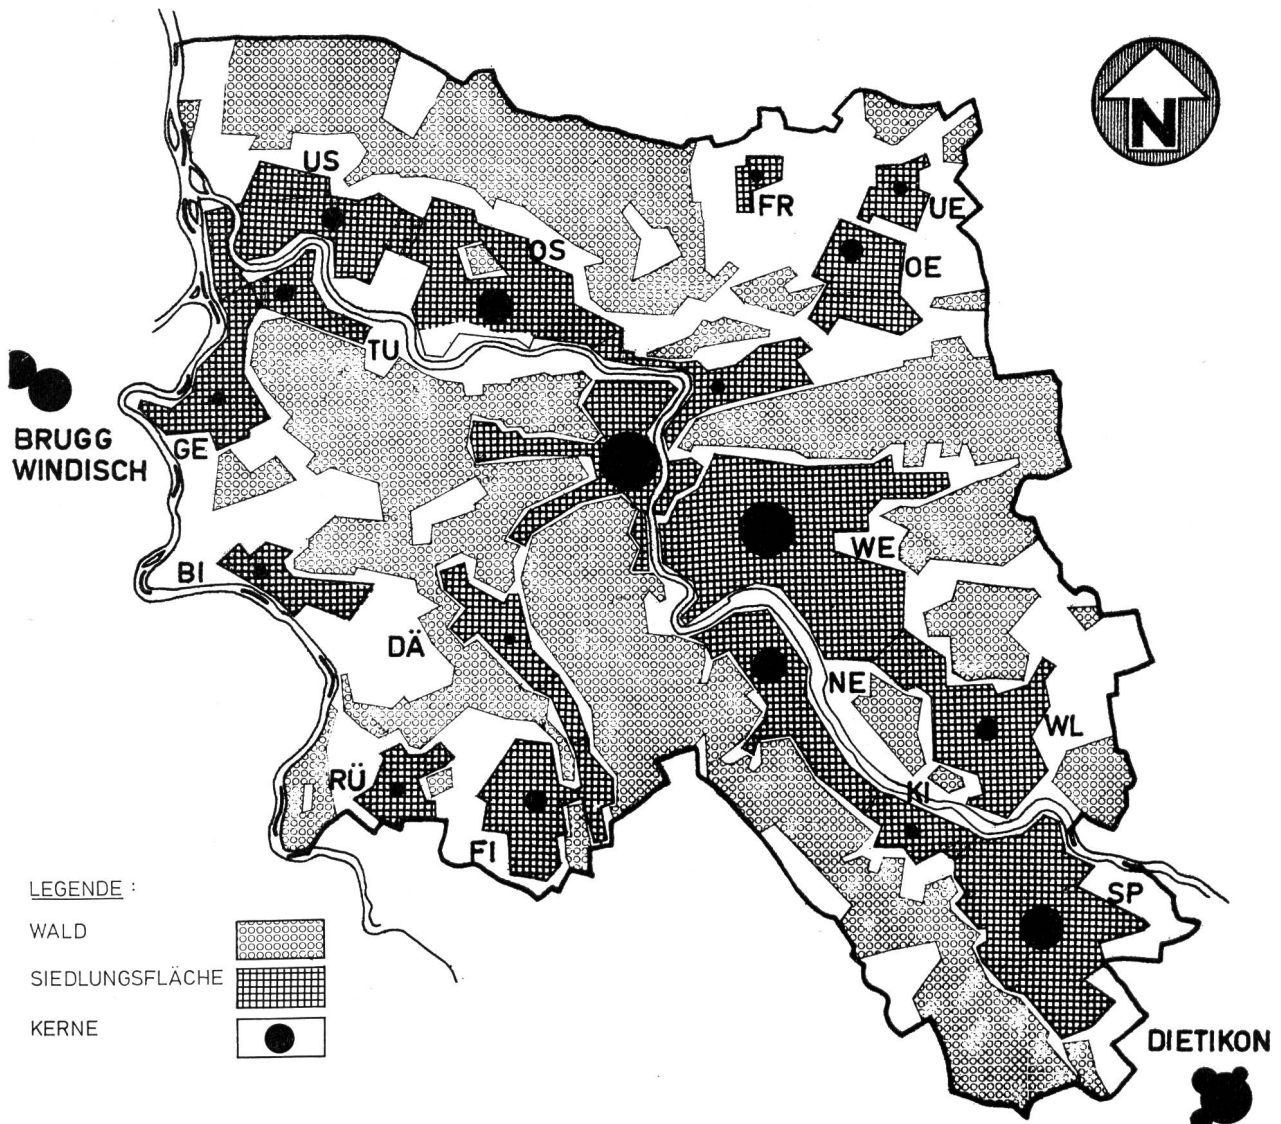 N
US
FR
UE
OS
OE
TU
BRUGG
WINDISCH
GE
WE
BI
DÄ
NE
WL
RÜ
KI
FI
SP
LEGENDE :
WALD
SIEDLUNGSFLÄCHE
KERNE
DIETIKON